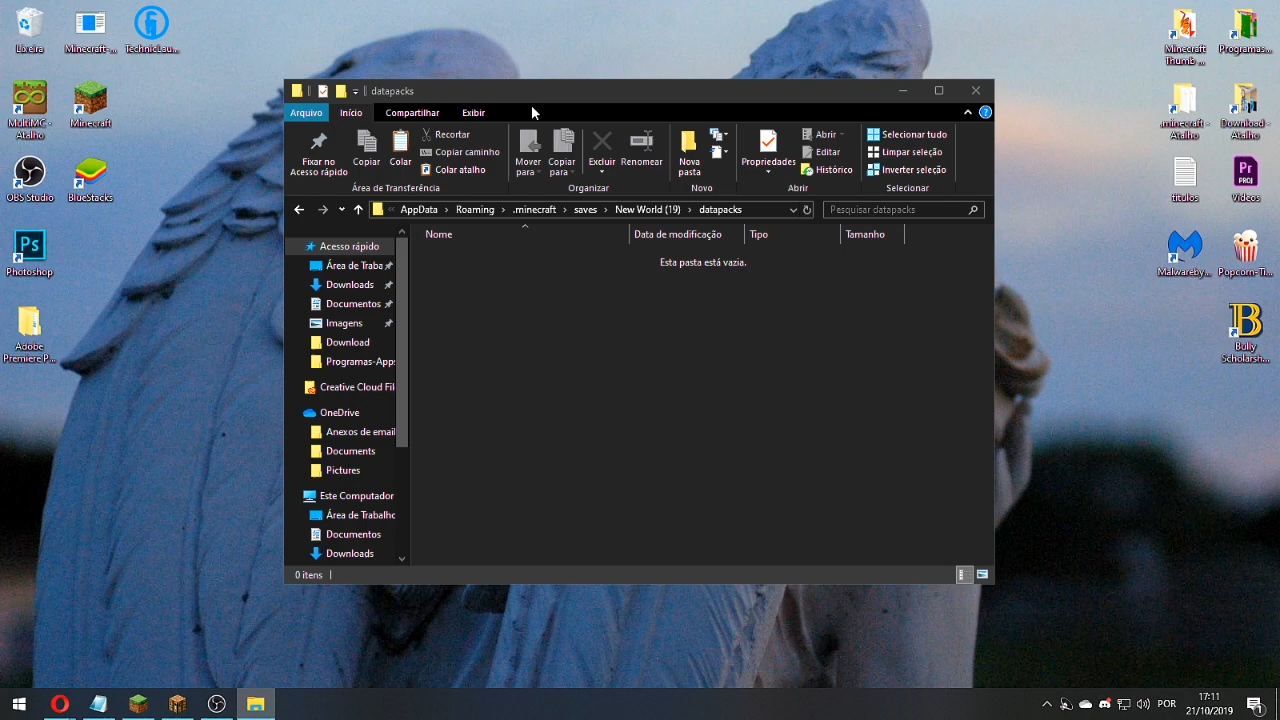 Lixeira
Minecraft-...
TechnicLau...
MultiMC -
Atalho
Minecraft
OBS Studio
BlueStacks
Photoshop
Adobe
Premiere P...
datapacks
Arquivo
Início
Compartilhar
Exibir
Fixar no
Acesso rápido
Copiar
Colar
Recortar
Copiar caminho
Colar atalho
Área de Transferência
Mover
para
Copiar
para
Excluir
Renomear
Organizar
Nova
pasta
Novo
Propriedades
Abrir
Editar
Histórico
Abrir
Selecionar tudo
Limpar seleção
Inverter seleção
Selecionar
« AppData › Roaming › .minecraft › saves › New World (19) › datapacks
Pesquisar datapacks
Nome
Data de modificação
Tipo
Tamanho
Esta pasta está vazia.
Acesso rápido
Área de Traba
Downloads
Documentos
Imagens
Download
Programas-Apps
Creative Cloud Fil
OneDrive
Anexos de email
Documents
Pictures
Este Computador
Área de Trabalho
Documentos
Downloads
0 itens
Minecraft
Thumb ...
Programas...
.minecraft -
Atalho
Download -
Atalho
titulos
PROJ
Vídeos
Malwareby...
Popcorn-Ti...
Bully
Scholarsh...
POR
17:11
21/10/2019